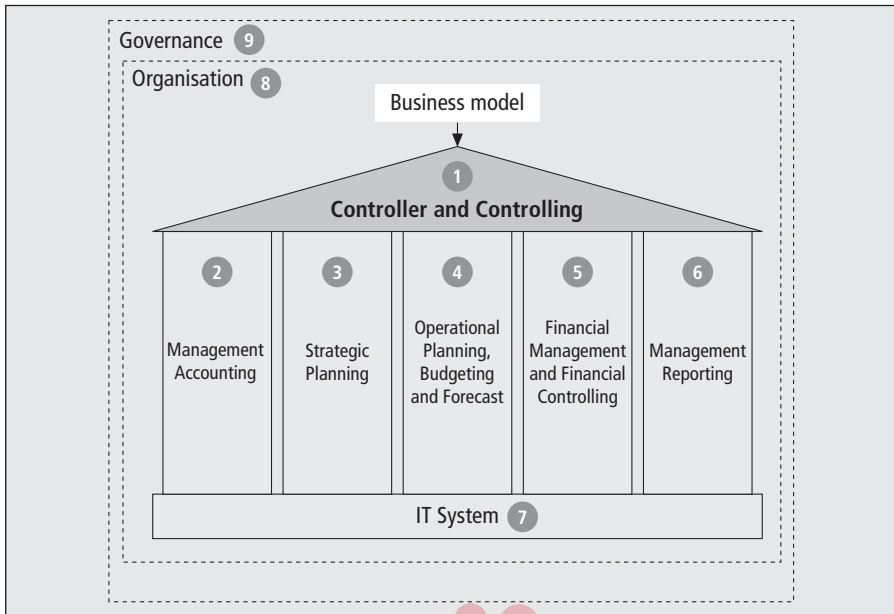 Governance 9
Organisation 8
Business model
1
Controller and Controlling
2
Management
Accounting
3
Strategic
Planning
4
Operational
Planning,
Budgeting
and Forecast
5
Financial
Management
and Financial
Controlling
6
Management
Reporting
IT System 7